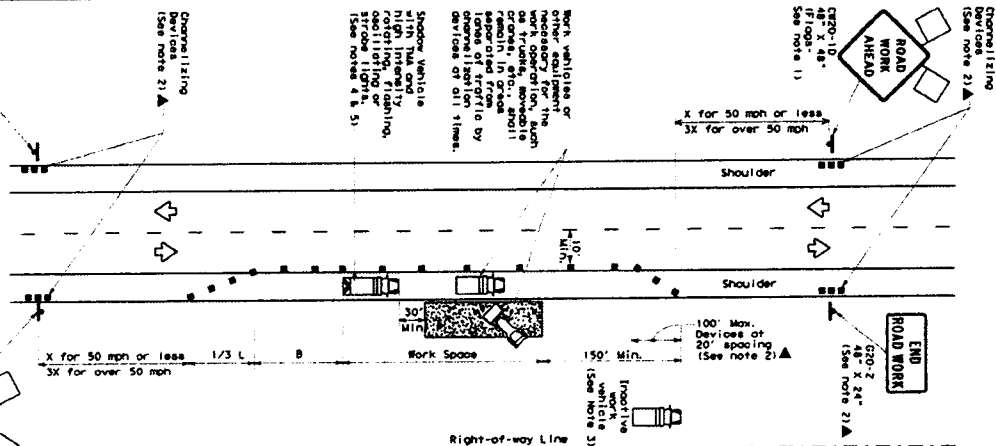 Channelizing
Devices
(See note 2)▲
Work vehicles or
other equipment
necessary for the
work operation, such
as trucks, moveable
cranes, etc., shall
remain in areas
separated from
lanes of traffic by
channelization
devices at all times.
Shadow Vehicle
with TMA and
high intensity
rotating, flashing,
oscillating or
strobe lights.
(See notes 4 & 5)
CW20-1D
48" X 48"
(Flags-
See note 1)
ROAD
WORK
AHEAD
Channelizing
Devices
(See note 2)▲
X for 50 mph or less
3X for over 50 mph
Shoulder
10'
Min.
Shoulder
30'
Min.
X for 50 mph or less
3X for over 50 mph
1/3 L
B
Work Space
150' Min.
100' Max.
Devices at
20' spacing
(See note 2)▲
END
ROAD WORK
G20-2
48" X 24"
(See note 2)▲
Inactive
work
vehicle
(See Note 3)
Right-of-way Line